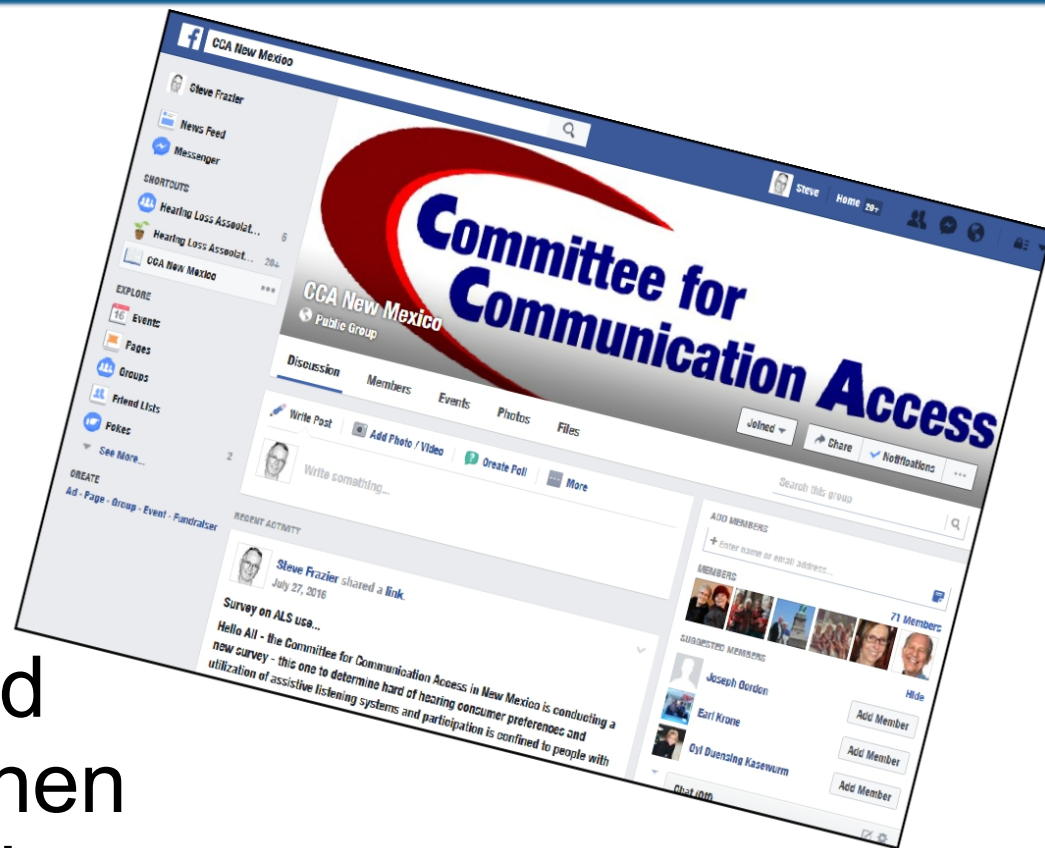 CCA New Mexico
Steve Frazier
News Feed
Messenger
SHORTCUTS
Hearing Loss Associat... 6
Hearing Loss Associat... 20+
CCA New Mexico
EXPLORE
16 Events
Pages
Groups
Friend Lists
Pokes
See More... 2
CREATE
Ad - Page - Group - Event - Fundraiser
Steve Home 20+
Committee for
Communication Access
CCA New Mexico
Public Group
Discussion Members Events Photos Files
Joined Share Notifications
Write Post Add Photo / Video Create Poll More
Write something...
RECENT ACTIVITY
Steve Frazier shared a link.
July 27, 2016
Survey on ALS use...
Hello All - the Committee for Communication Access in New Mexico is conducting a
new survey - this one to determine hard of hearing consumer preferences and
utilization of assistive listening systems and participation is confined to people with
Search this group
ADD MEMBERS
+ Enter name or email address...
MEMBERS 71 Members
SUGGESTED MEMBERS Hide
Joseph Gordon Add Member
Earl Krone Add Member
Cyl Duensing Kasewurm Add Member
Chat (Off)
d
nen